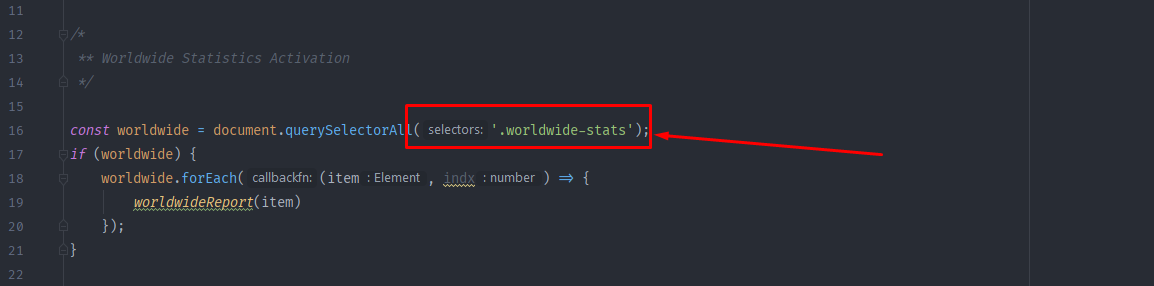 11
12 /*
13 ** Worldwide Statistics Activation
14 */
15
16 const worldwide = document.querySelectorAll( selectors: '.worldwide-stats');
17 if (worldwide) {
18 worldwide.forEach( callbackfn: (item : Element , indx : number ) => {
19 worldwideReport(item)
20 });
21 }
22